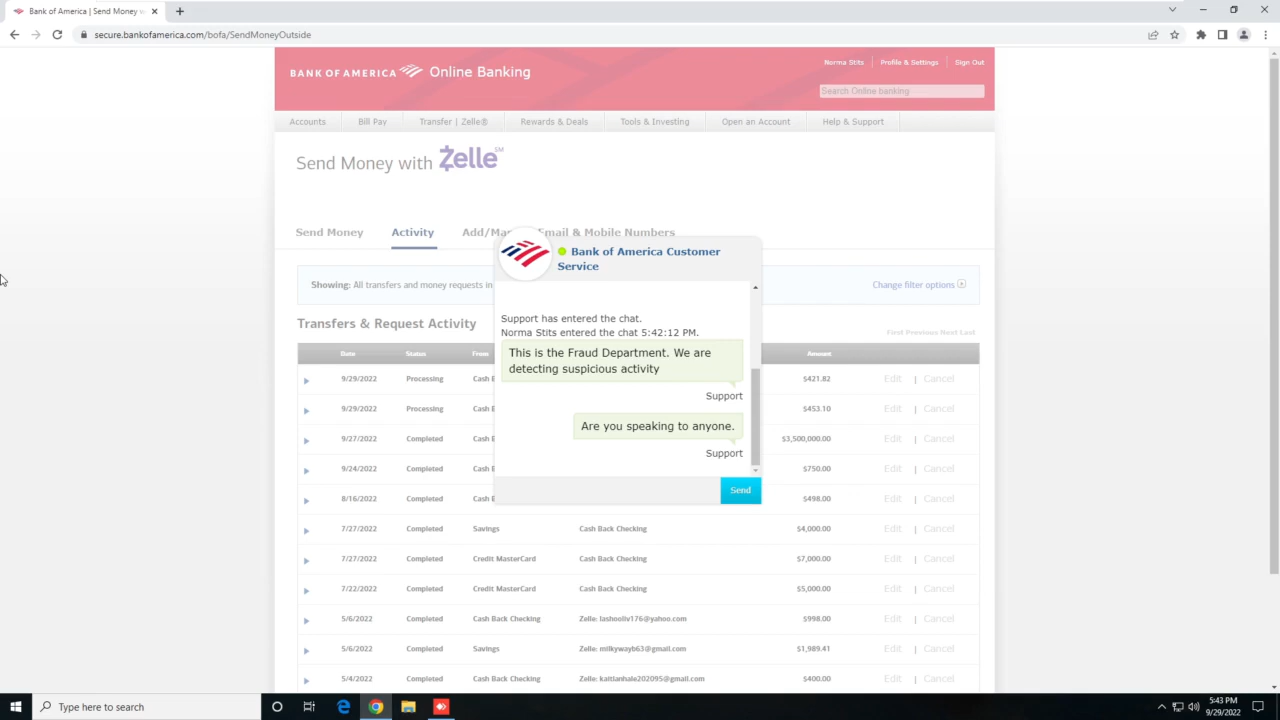 Bank of America | Online Banking
secure.bankofamerica.com/bofa/SendMoneyOutside
BANK OF AMERICA Online Banking
Norma Stits Profile & Settings Sign Out
Search Online banking ......
Accounts Bill Pay Transfer | Zelle® Rewards & Deals Tools & Investing Open an Account Help & Support
Send Money with Zelle SM
Send Money Activity Add/Ma Email & Mobile Numbers
Showing: All transfers and money requests in Change filter options
Transfers & Request Activity First Previous Next Last
Date Status From Amount
9/29/2022 Processing Cash B $421.82 Edit | Cancel
9/29/2022 Processing Cash B $453.10 Edit | Cancel
9/27/2022 Completed Cash B $3,500,000.00 Edit | Cancel
9/24/2022 Completed Cash B $750.00 Edit | Cancel
8/16/2022 Completed Cash B $498.00 Edit | Cancel
7/27/2022 Completed Savings Cash Back Checking $4,000.00 Edit | Cancel
7/27/2022 Completed Credit MasterCard Cash Back Checking $7,000.00 Edit | Cancel
7/22/2022 Completed Credit MasterCard Cash Back Checking $5,000.00 Edit | Cancel
5/6/2022 Completed Cash Back Checking Zelle: lashooliv176@yahoo.com $998.00 Edit | Cancel
5/6/2022 Completed Savings Zelle: milkywayb63@gmail.com $1,989.41 Edit | Cancel
5/4/2022 Completed Cash Back Checking Zelle: kaitlanhale202095@gmail.com $400.00 Edit | Cancel
Bank of America Customer
Service
Support has entered the chat.
Norma Stits entered the chat 5:42:12 PM.
This is the Fraud Department. We are
detecting suspicious activity
Support
Are you speaking to anyone.
Support
Send
Type here to search
5:43 PM
9/29/2022